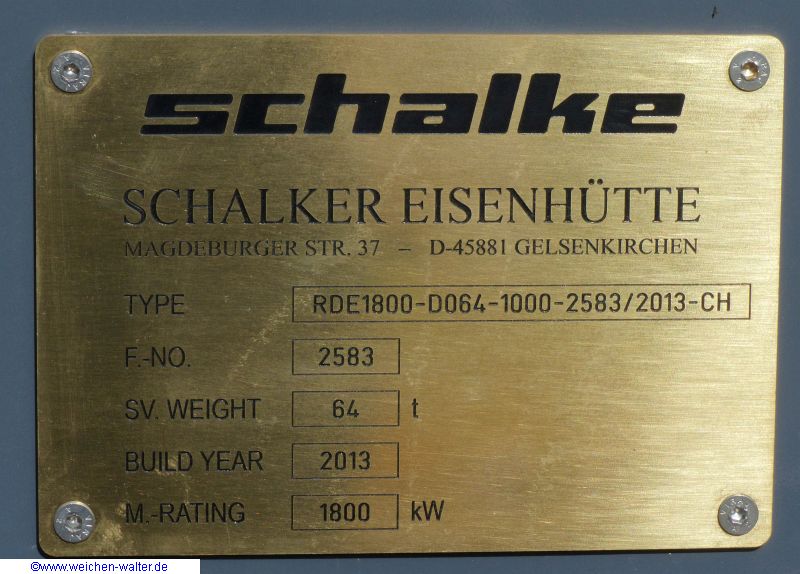 schalke
SCHALKER EISENHÜTTE
MAGDEBURGER STR. 37 – D-45881 GELSENKIRCHEN
TYPE RDE1800-D064-1000-2583/2013-CH
F.-NO. 2583
SV. WEIGHT 64 t
BUILD YEAR 2013
M.-RATING 1800 kW
©www.weichen-walter.de